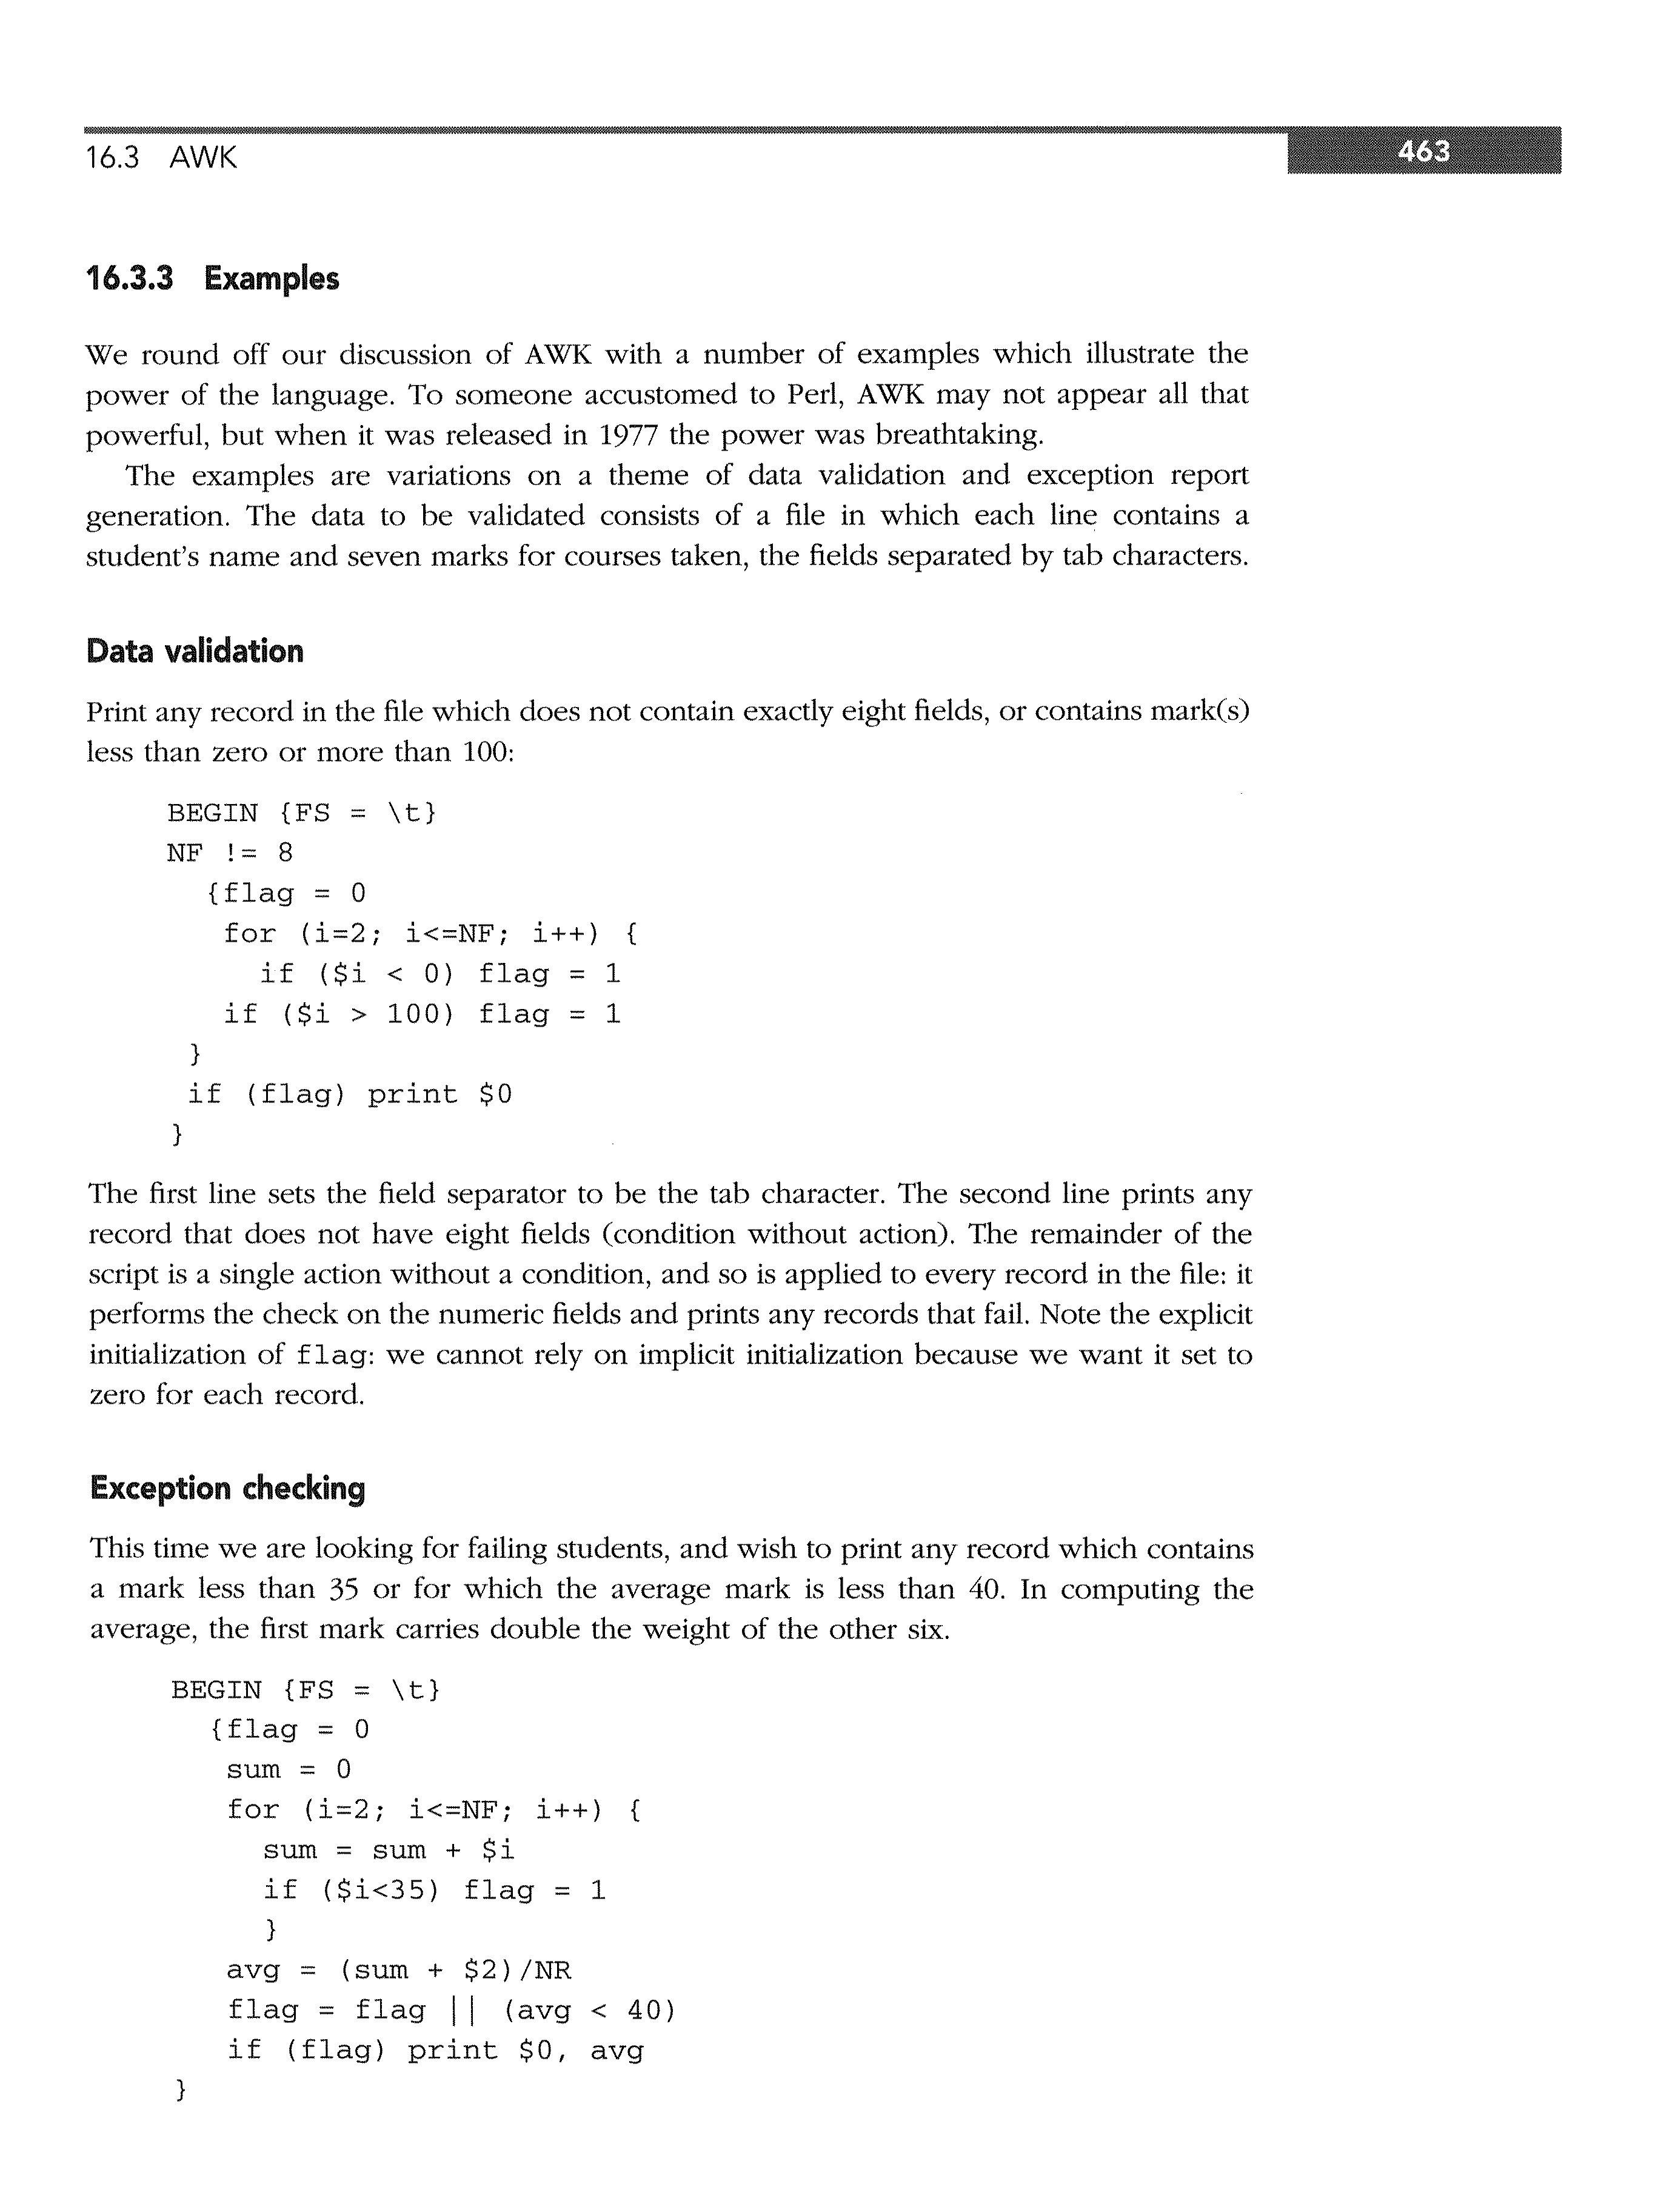 16.3 AWK
463
16.3.3 Examples
We round off our discussion of AWK with a number of examples which illustrate the
power of the language. To someone accustomed to Perl, AWK may not appear all that
powerful, but when it was released in 1977 the power was breathtaking.
The examples are variations on a theme of data validation and exception report
generation. The data to be validated consists of a file in which each line contains a
student's name and seven marks for courses taken, the fields separated by tab characters.
Data validation
Print any record in the file which does not contain exactly eight fields, or contains mark(s)
less than zero or more than 100:
BEGIN {FS = \t}
NF != 8
{flag = 0
for (i=2; i<=NF; i++) {
if ($i < 0) flag = 1
if ($i > 100) flag = 1
}
if (flag) print $0
}
The first line sets the field separator to be the tab character. The second line prints any
record that does not have eight fields (condition without action). The remainder of the
script is a single action without a condition, and so is applied to every record in the file: it
performs the check on the numeric fields and prints any records that fail. Note the explicit
initialization of flag: we cannot rely on implicit initialization because we want it set to
zero for each record.
Exception checking
This time we are looking for failing students, and wish to print any record which contains
a mark less than 35 or for which the average mark is less than 40. In computing the
average, the first mark carries double the weight of the other six.
BEGIN {FS = \t}
{flag = 0
sum = 0
for (i=2; i<=NF; i++) {
sum = sum + $i
if ($i<35) flag = 1
}
avg = (sum + $2)/NR
flag = flag || (avg < 40)
if (flag) print $0, avg
}